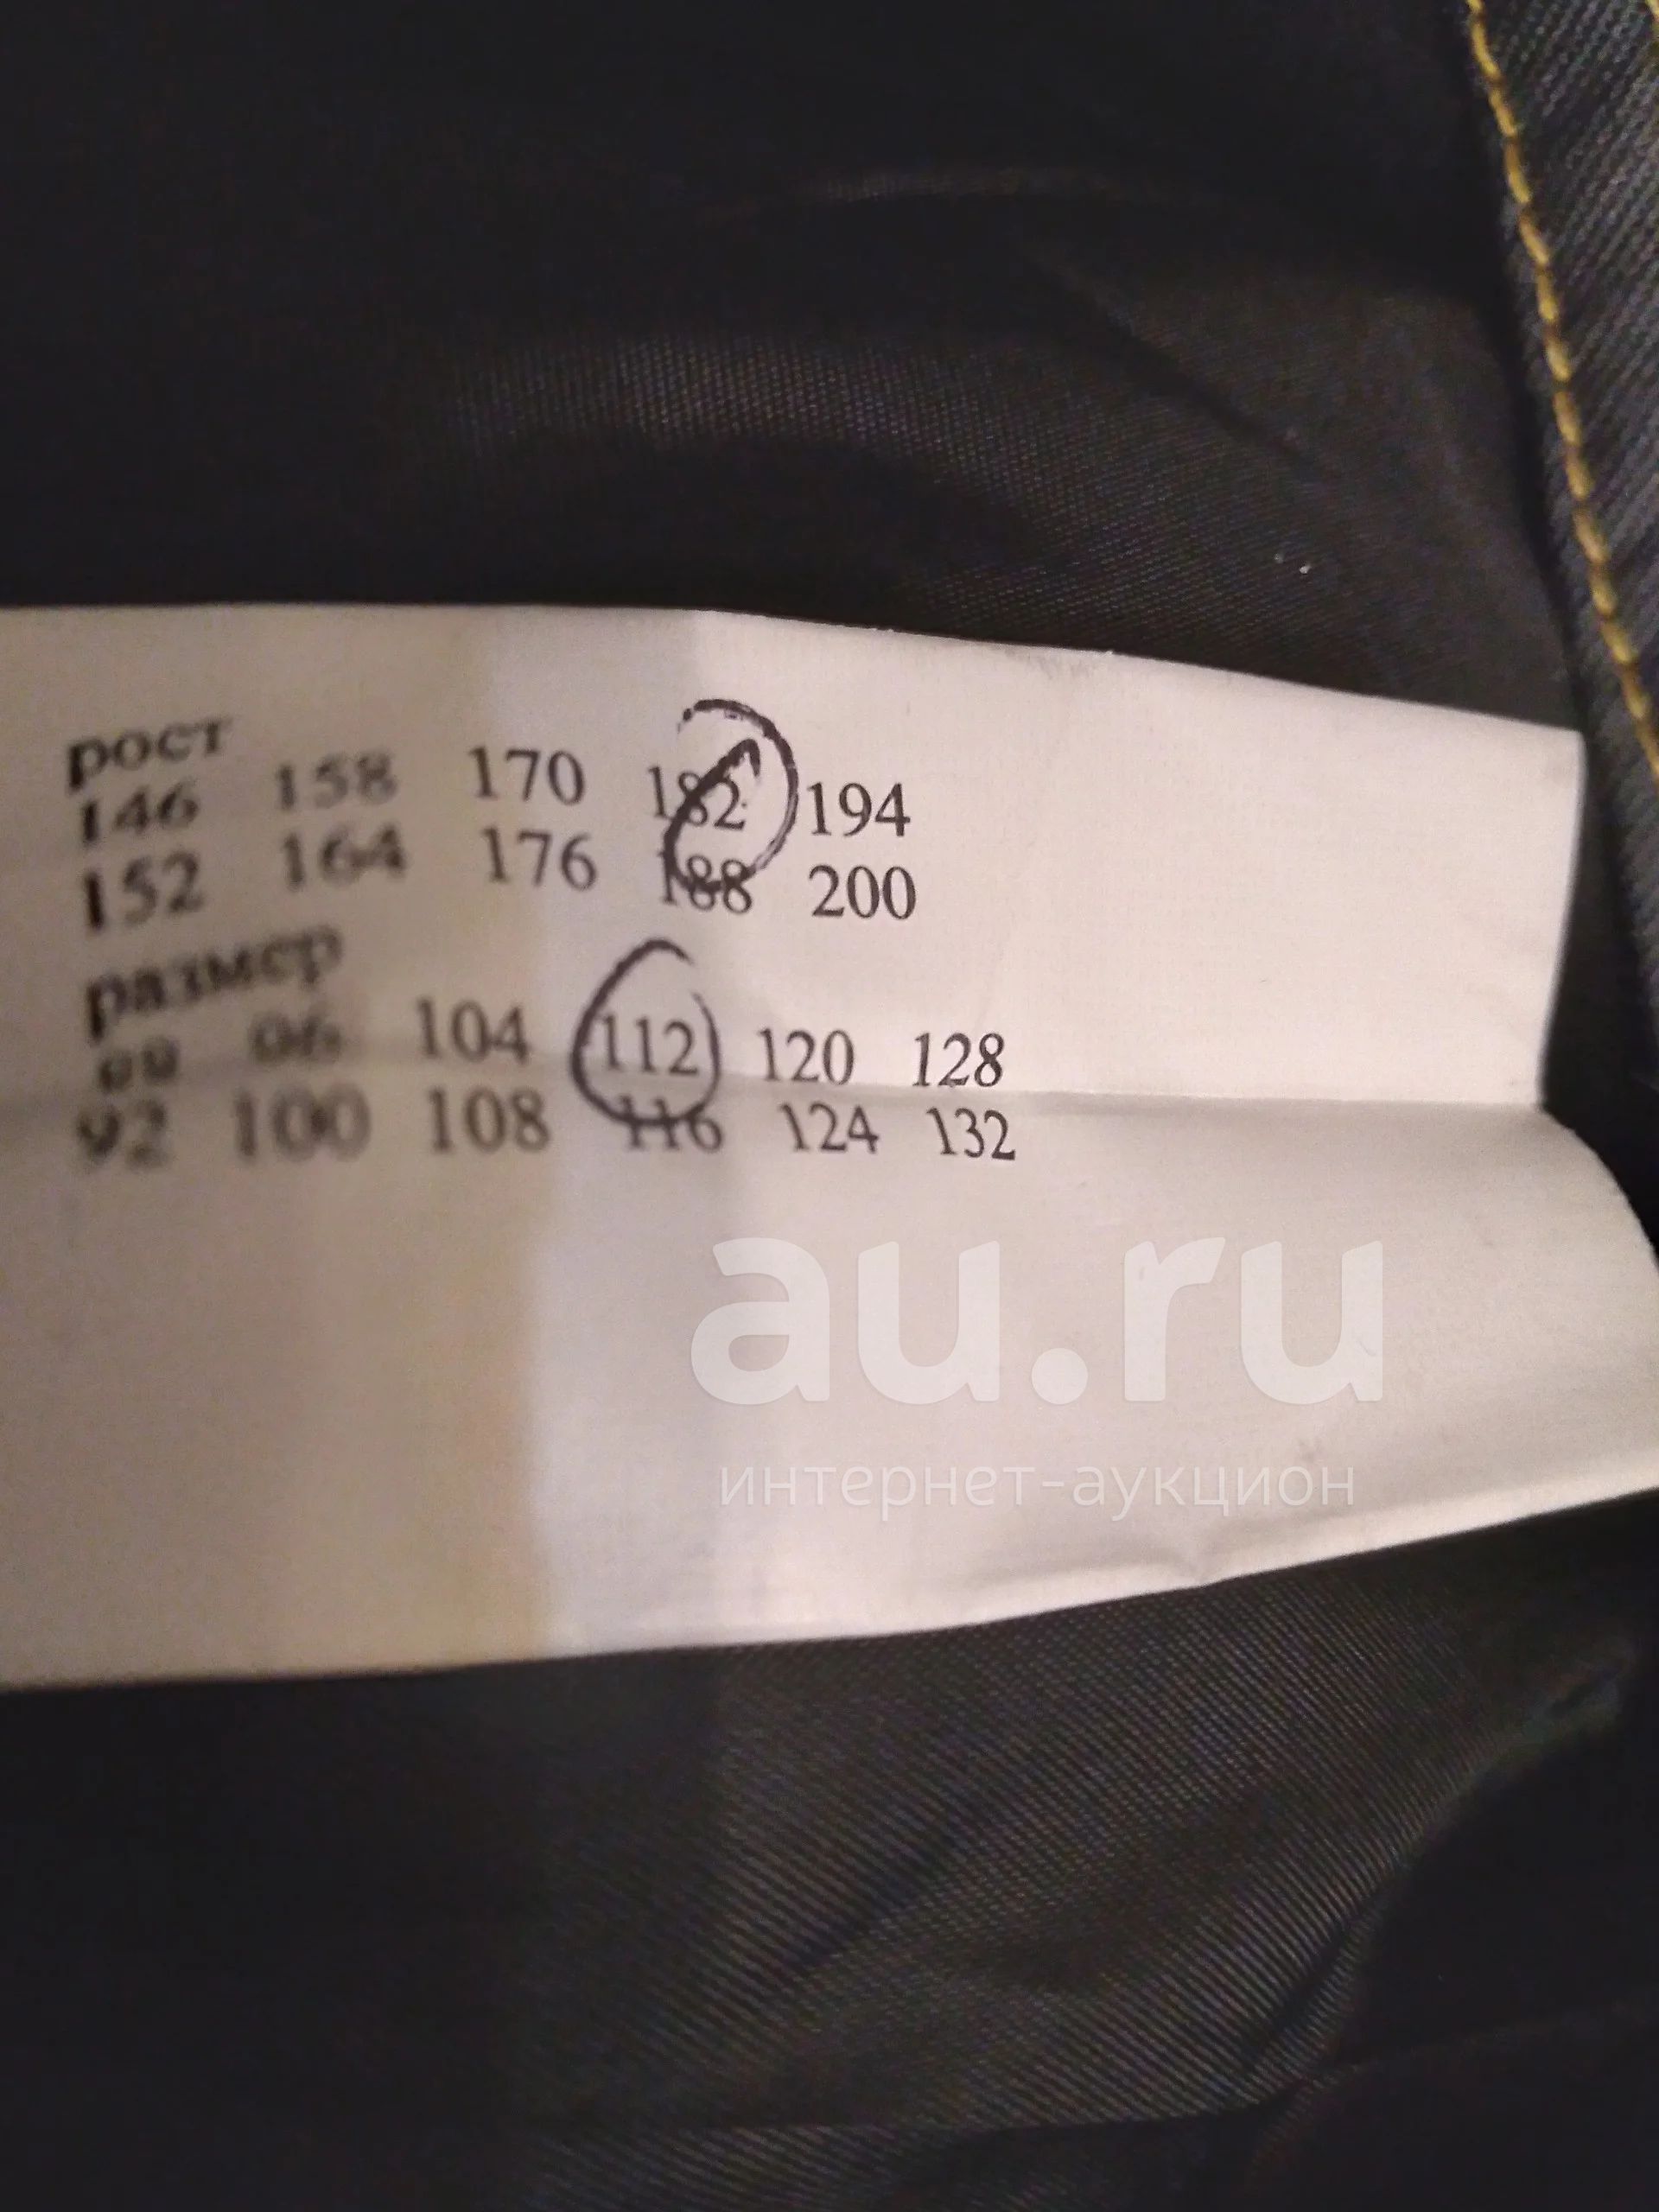 рост
146 158 170 182 194
152 164 176 188 200
размер
96 104 112 120 128
92 100 108 116 124 132
au.ru
интернет-аукцион